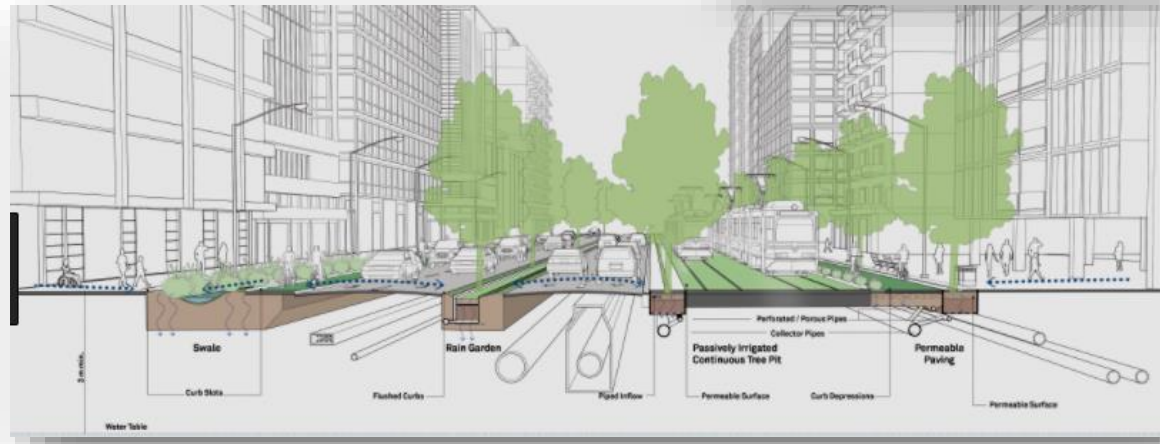 Perforated / Porous Pipes
Collector Pipes
Swale
Rain Garden
Passively Irrigated
Continuous Tree Pit
Permeable
Paving
Curb Slots
Flushed Curbs
Piped Inflow
Permeable Surface
Curb Depressions
Permeable Surface
Water Table